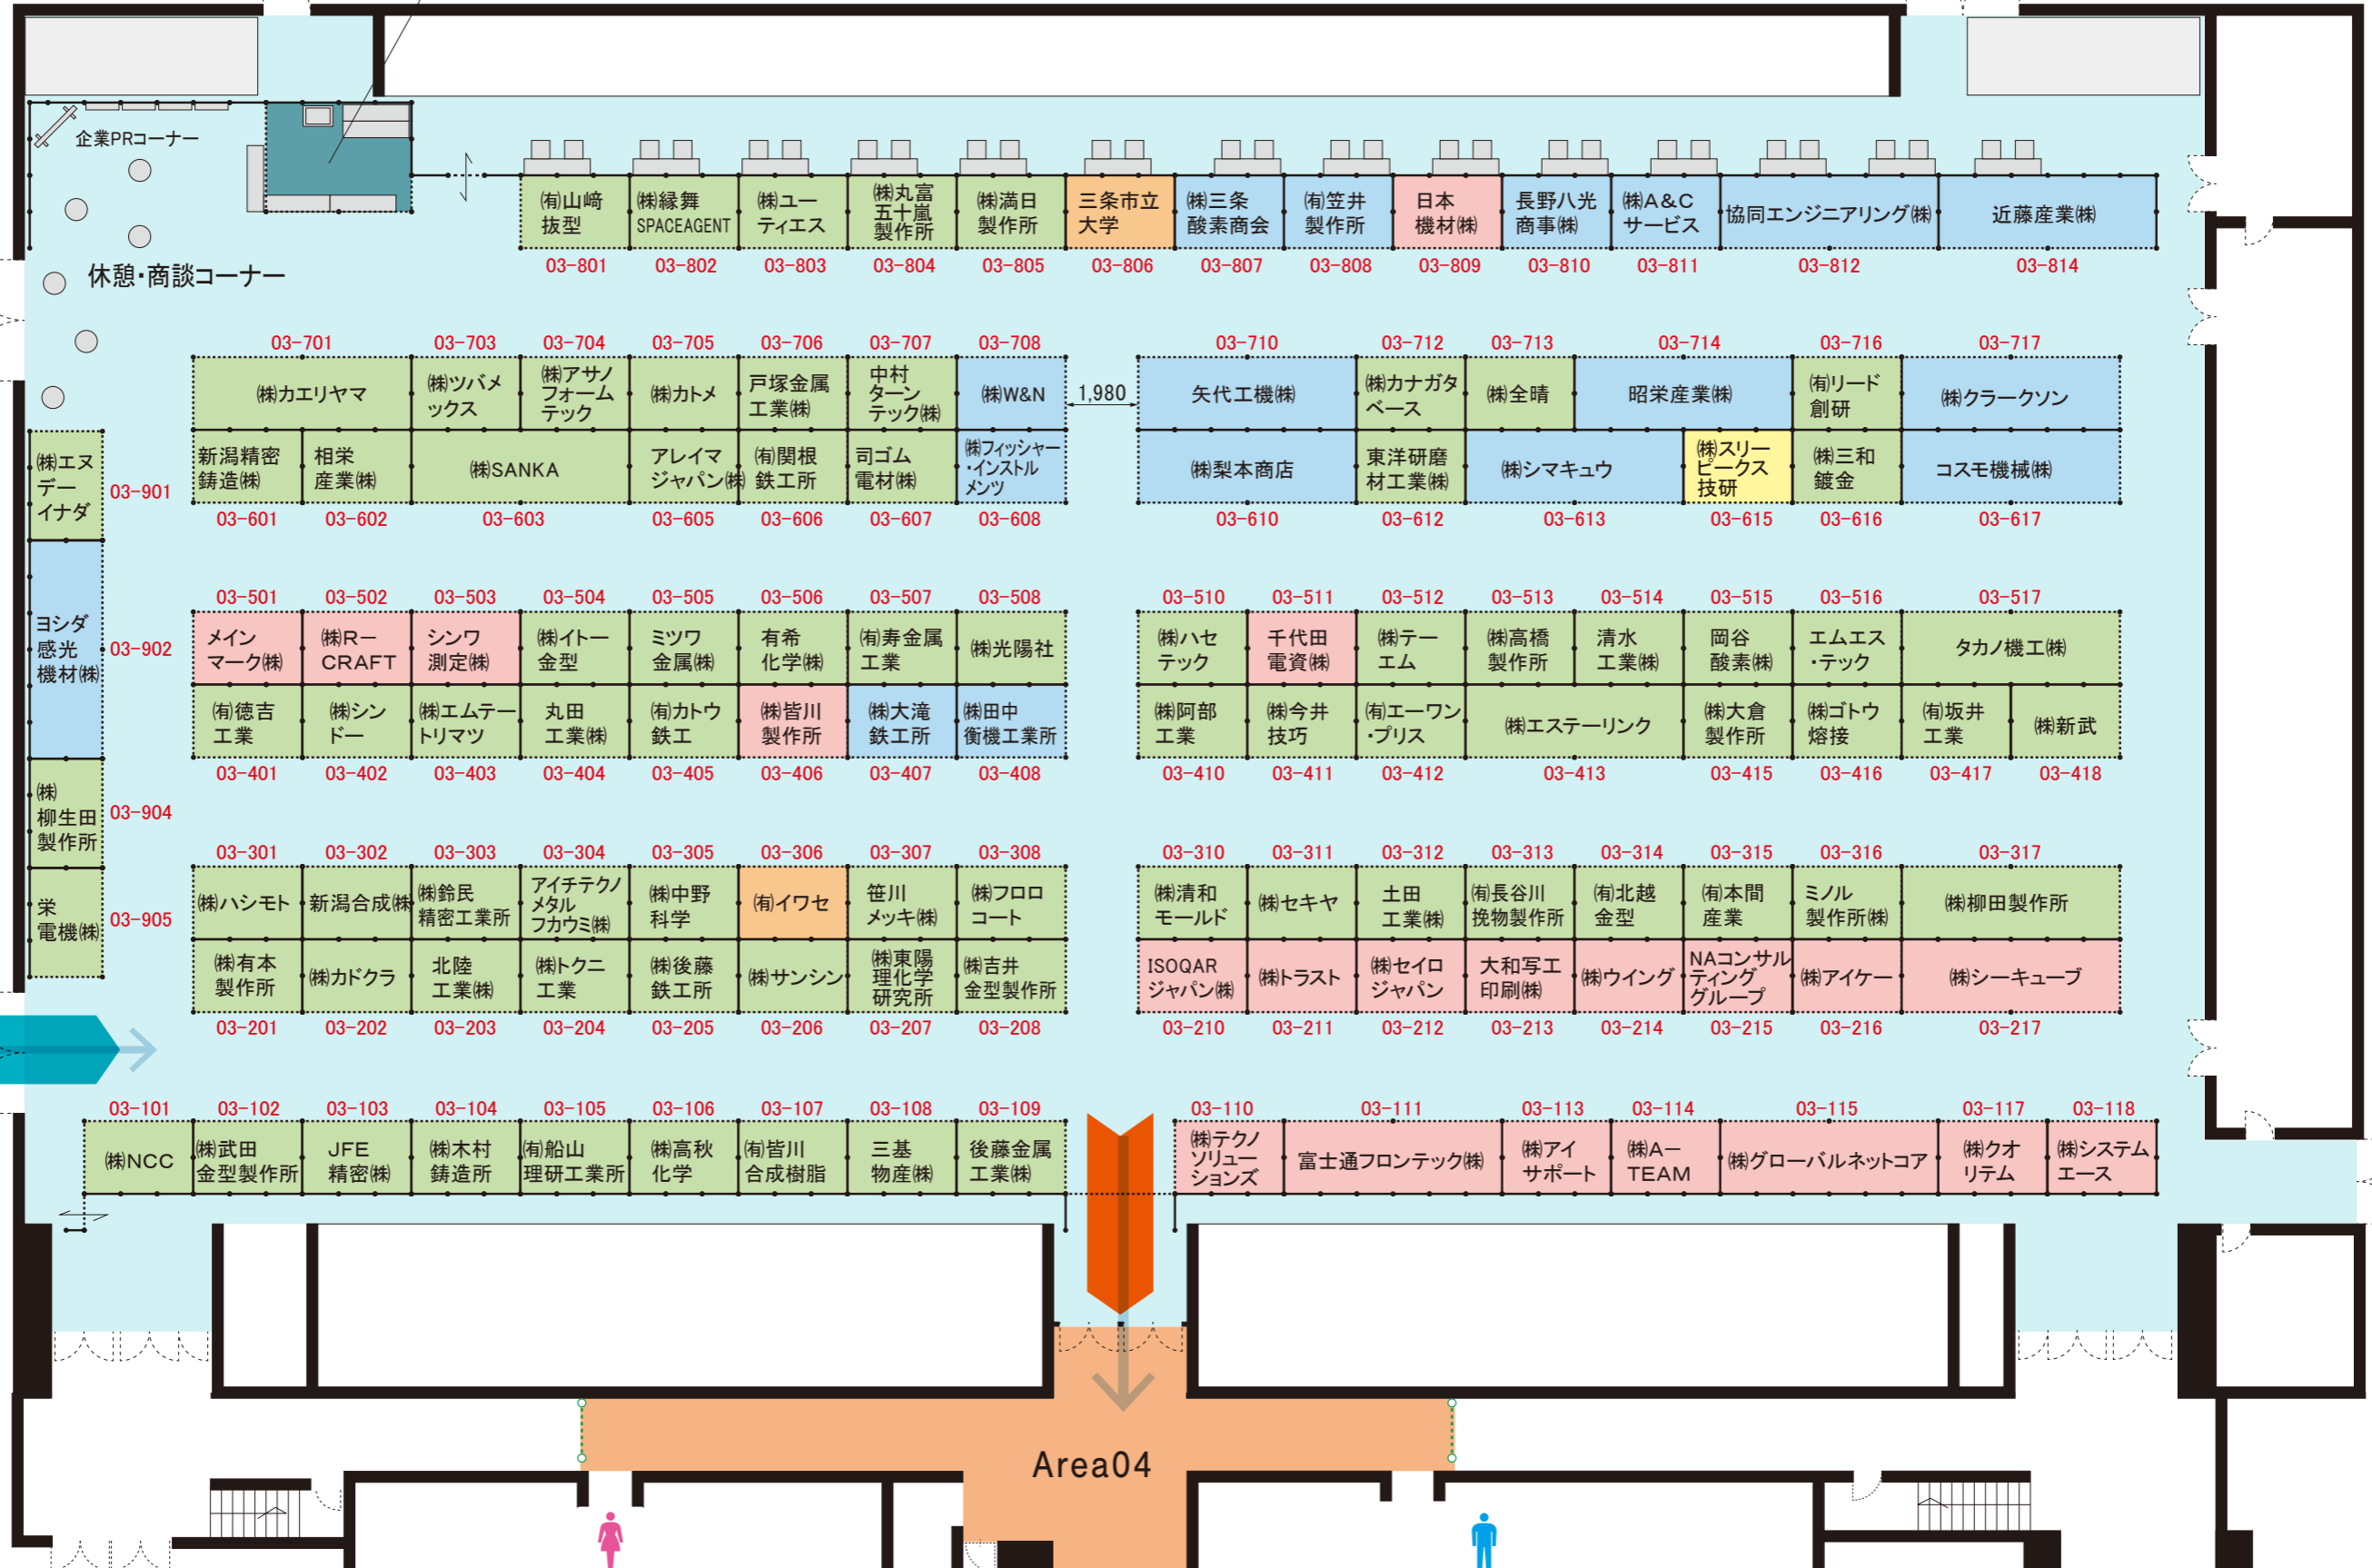 企業PRコーナー
休憩・商談コーナー
㈲山﨑
抜型
㈱縁舞
SPACEAGENT
㈱ユー
ティエス
㈱丸富
五十嵐
製作所
㈱満日
製作所
三条市立
大学
㈱三条
酸素商会
㈲笠井
製作所
日本
機材㈱
長野八光
商事㈱
㈱A&C
サービス
協同エンジニアリング㈱
近藤産業㈱
03-801 03-802 03-803 03-804 03-805 03-806 03-807 03-808 03-809 03-810 03-811 03-812 03-814
03-701 03-703 03-704 03-705 03-706 03-707 03-708 03-710 03-712 03-713 03-714 03-716 03-717
㈱カエリヤマ
㈱ツバメ
ックス
㈱アサノ
フォーム
テック
㈱カトメ
戸塚金属
工業㈱
中村
ターン
テック㈱
㈱W&N
1,980
矢代工機㈱
㈱カナガタ
ベース
㈱全晴
昭栄産業㈱
㈲リード
創研
㈱クラークソン
新潟精密
鋳造㈱
相栄
産業㈱
㈱SANKA
アレイマ
ジャパン㈱
㈲関根
鉄工所
司ゴム
電材㈱
㈱フィッシャー
・インストル
メンツ
㈱梨本商店
東洋研磨
材工業㈱
㈱シマキュウ
㈱スリー
ピークス
技研
㈱三和
鍍金
コスモ機械㈱
03-601 03-602 03-603 03-605 03-606 03-607 03-608 03-610 03-612 03-613 03-615 03-616 03-617
㈱エヌ
デー
イナダ
03-901
ヨシダ
感光
機材㈱
03-902
㈱
柳生田
製作所
03-904
栄
電機㈱
03-905
03-501 03-502 03-503 03-504 03-505 03-506 03-507 03-508 03-510 03-511 03-512 03-513 03-514 03-515 03-516 03-517
メイン
マーク㈱
㈱R-
CRAFT
シンワ
測定㈱
㈱イトー
金型
ミツワ
金属㈱
有希
化学㈱
㈲寿金属
工業
㈱光陽社
㈱ハセ
テック
千代田
電資㈱
㈱テー
エム
㈱高橋
製作所
清水
工業㈱
岡谷
酸素㈱
エムエス
・テック
タカノ機工㈱
㈲徳吉
工業
㈱シン
ドー
㈱エムテー
トリマツ
丸田
工業㈱
㈲カトウ
鉄工
㈱皆川
製作所
㈱大滝
鉄工所
㈱田中
衡機工業所
㈱阿部
工業
㈱今井
技巧
㈲エーワン
・プリス
㈱エステーリンク
㈱大倉
製作所
㈱ゴトウ
熔接
㈲坂井
工業
㈱新武
03-401 03-402 03-403 03-404 03-405 03-406 03-407 03-408 03-410 03-411 03-412 03-413 03-415 03-416 03-417 03-418
03-301 03-302 03-303 03-304 03-305 03-306 03-307 03-308 03-310 03-311 03-312 03-313 03-314 03-315 03-316 03-317
㈱ハシモト
新潟合成㈱
㈱鈴民
精密工業所
アイチテクノ
メタル
フカウミ㈱
㈱中野
科学
㈲イワセ
笹川
メッキ㈱
㈱フロロ
コート
㈱清和
モールド
㈱セキヤ
土田
工業㈱
㈲長谷川
挽物製作所
㈲北越
金型
㈲本間
産業
ミノル
製作所㈱
㈱柳田製作所
㈱有本
製作所
㈱カドクラ
北陸
工業㈱
㈱トクニ
工業
㈱後藤
鉄工所
㈱サンシン
㈱東陽
理化学
研究所
㈱吉井
金型製作所
ISOQAR
ジャパン㈱
㈱トラスト
㈱セイロ
ジャパン
大和写工
印刷㈱
㈱ウイング
NAコンサル
ティング
グループ
㈱アイケー
㈱シーキューブ
03-201 03-202 03-203 03-204 03-205 03-206 03-207 03-208 03-210 03-211 03-212 03-213 03-214 03-215 03-216 03-217
03-101 03-102 03-103 03-104 03-105 03-106 03-107 03-108 03-109 03-110 03-111 03-113 03-114 03-115 03-117 03-118
㈱NCC
㈱武田
金型製作所
JFE
精密㈱
㈱木村
鋳造所
㈲船山
理研工業所
㈱高秋
化学
㈲皆川
合成樹脂
三基
物産㈱
後藤金属
工業㈱
㈱テクノ
ソリュー
ションズ
富士通フロンテック㈱
㈱アイ
サポート
㈱A-
TEAM
㈱グローバルネットコア
㈱クオ
リテム
㈱システム
エース
Area04